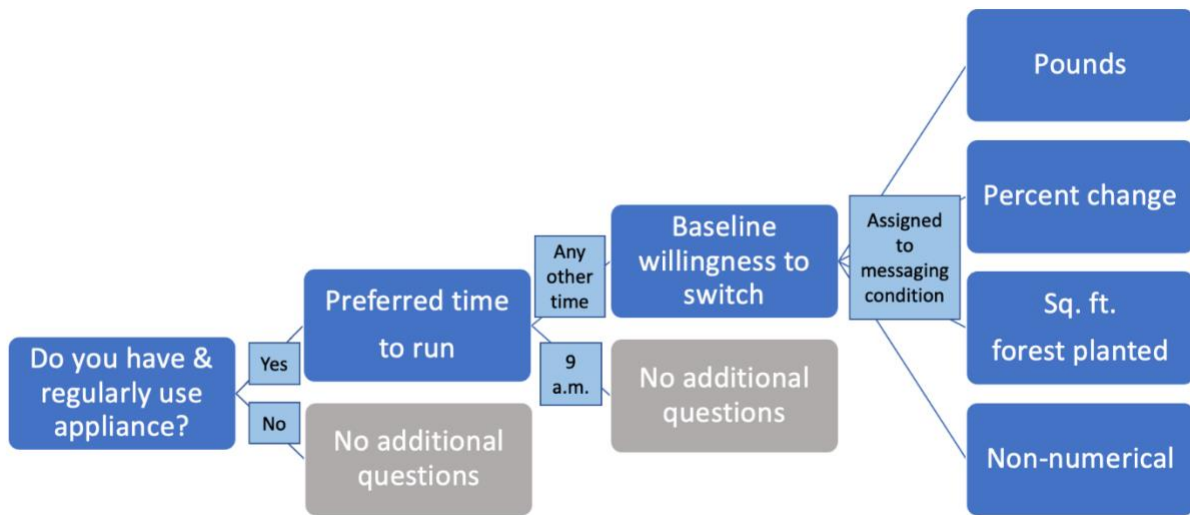 Do you have &
regularly use
appliance?
Yes
No
Preferred time
to run
No additional
questions
Any
other
time
9
a.m.
Baseline
willingness to
switch
No additional
questions
Assigned
to
messaging
condition
Pounds
Percent change
Sq. ft.
forest planted
Non-numerical